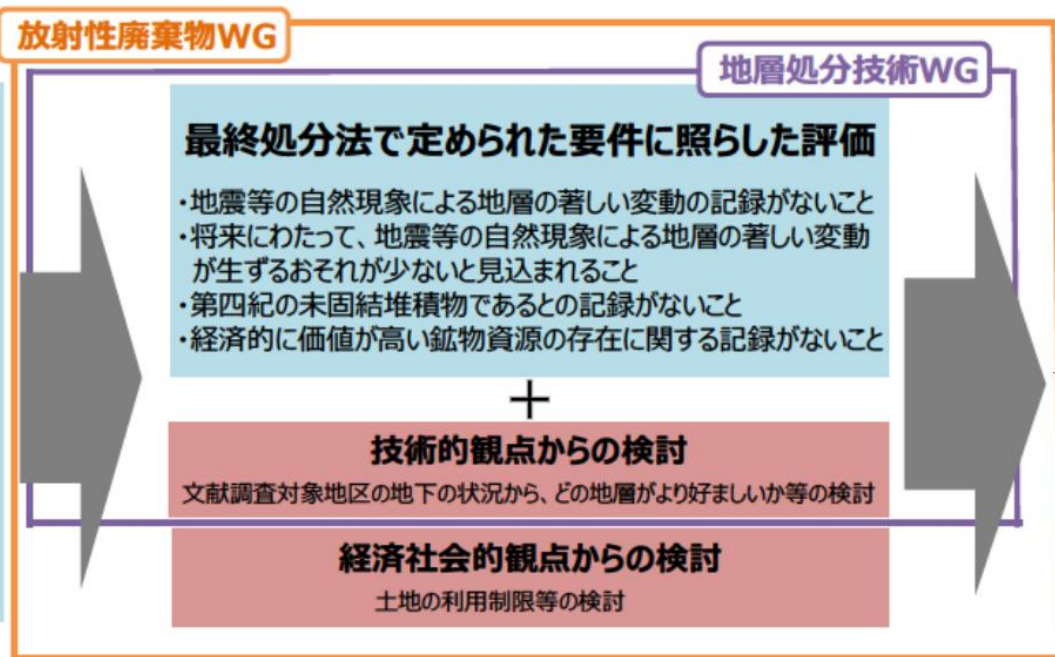 放射性廃棄物WG
地層処分技術WG
最終処分法で定められた要件に照らした評価
・地震等の自然現象による地層の著しい変動の記録がないこと
・将来にわたって、地震等の自然現象による地層の著しい変動
が生ずるおそれが少ないと見込まれること
・第四紀の未固結堆積物であるとの記録がないこと
・経済的に価値が高い鉱物資源の存在に関する記録がないこと
＋
技術的観点からの検討
文献調査対象地区の地下の状況から、どの地層がより好ましいか等の検討
経済社会的観点からの検討
土地の利用制限等の検討